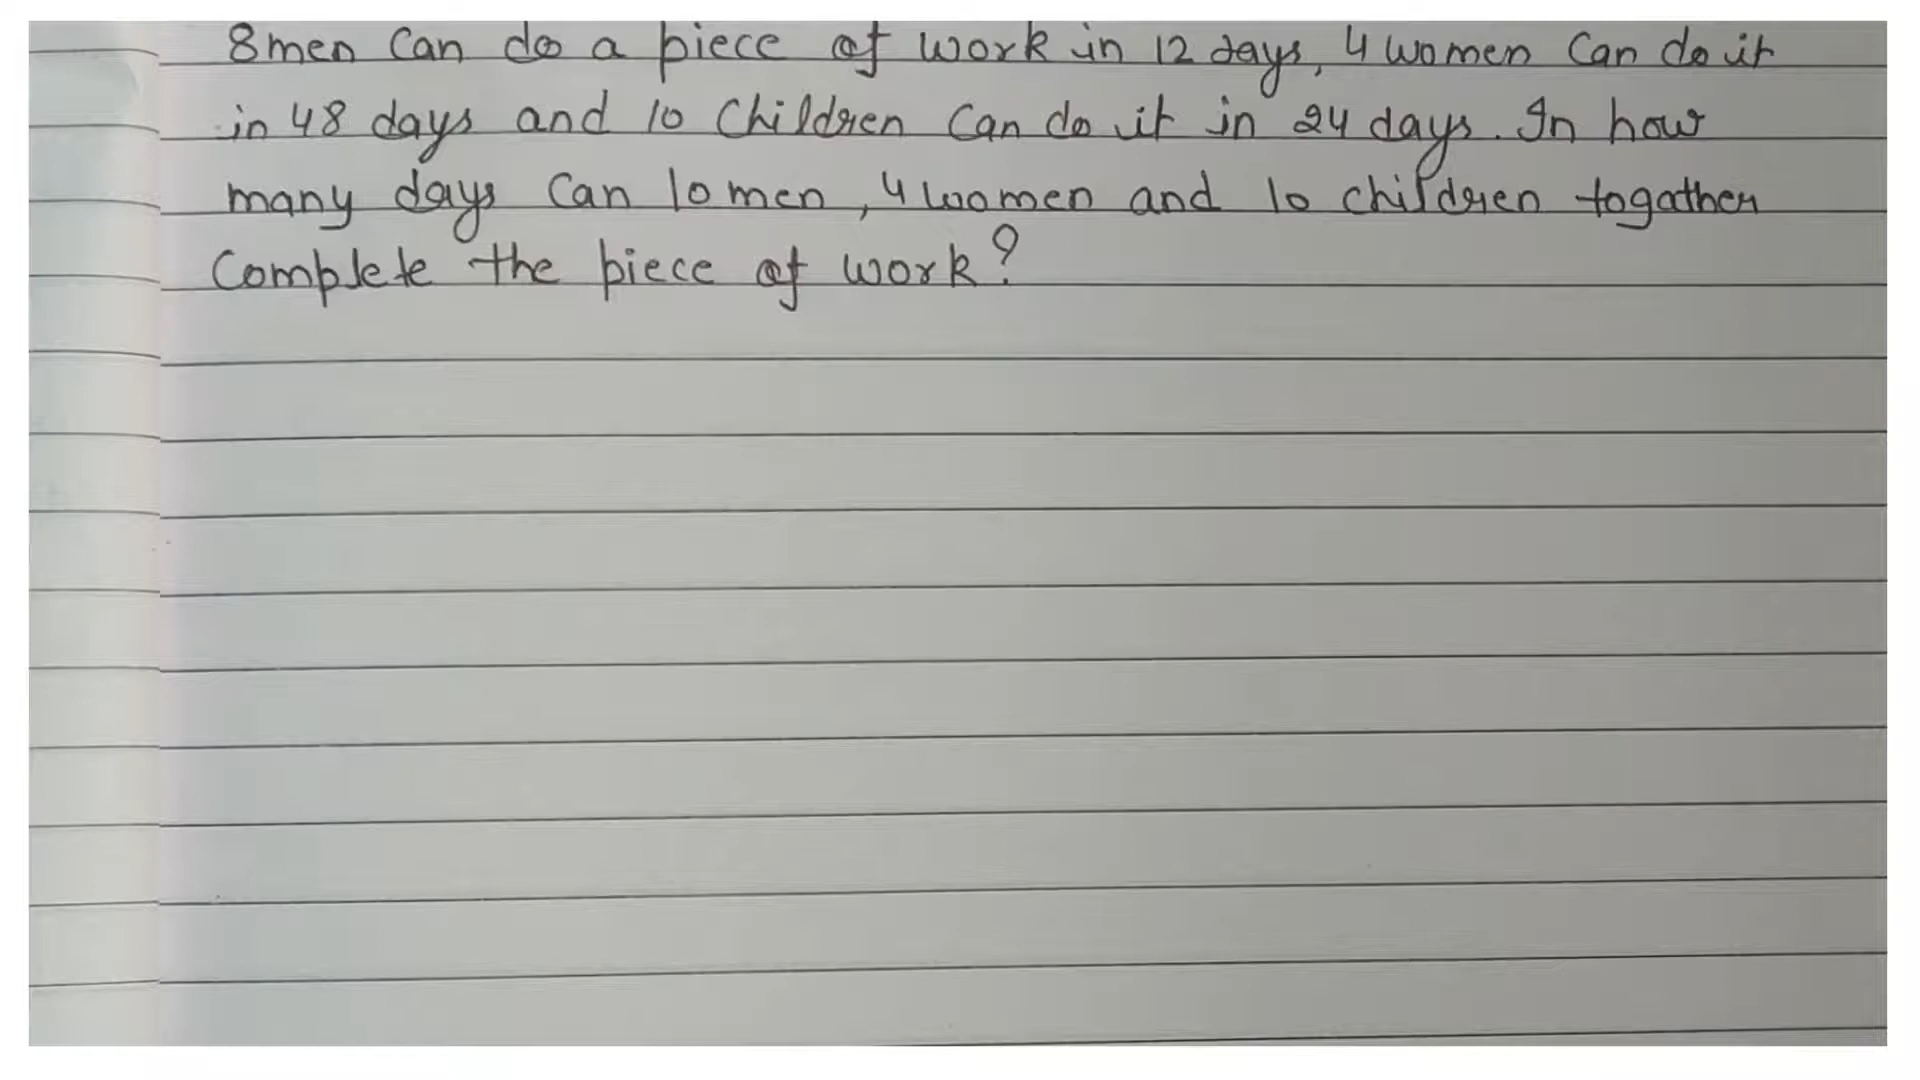 8 men Can do a piece of work in 12 days, 4 women Can do it
in 48 days and 10 Children Can do it in 24 days. In how
many days Can 10 men, 4 women and 10 children togather
Complete the piece of work?